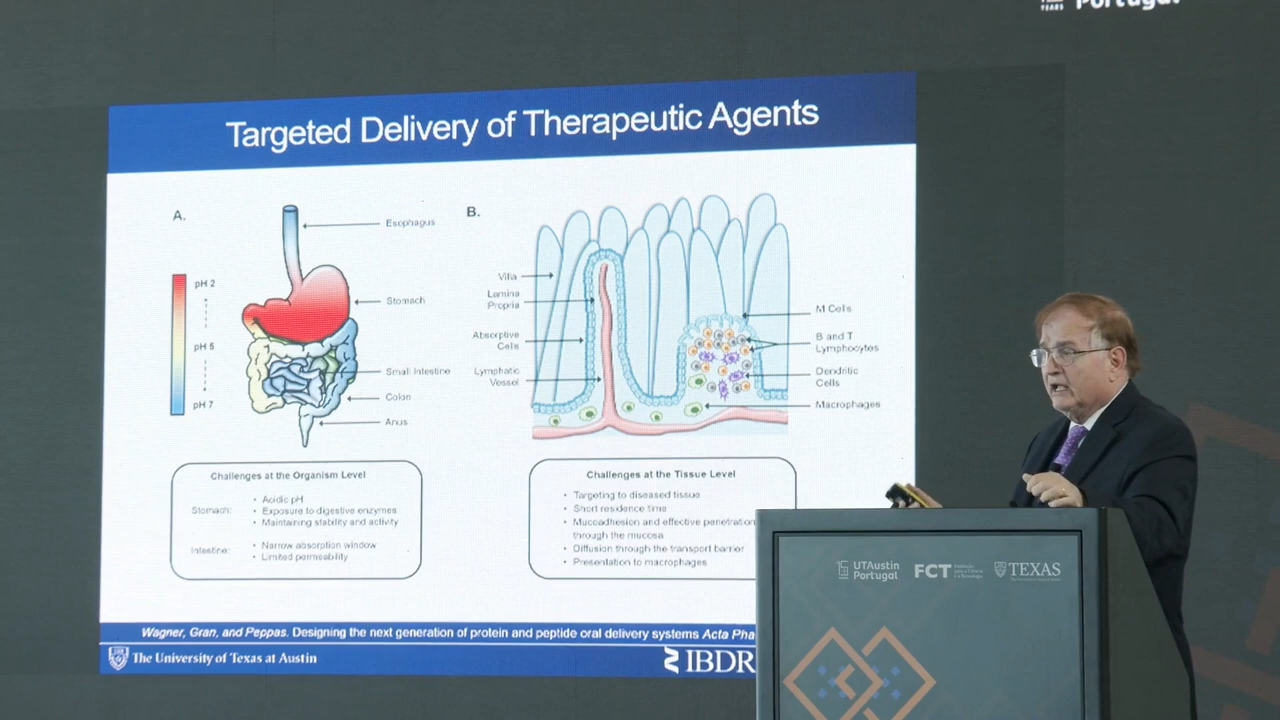 Portugal
Targeted Delivery of Therapeutic Agents
A.
Esophagus
pH 2
Stomach
pH 5
Small Intestine
Colon
pH 7
Anus
B.
Villa
Lamina
Propria
Absorptive
Cells
Lymphatic
Vessel
M Cells
B and T
Lymphocytes
Dendritic
Cells
Macrophages
Challenges at the Organism Level
Stomach:
• Acidic pH
• Exposure to digestive enzymes
• Maintaining stability and activity
Intestine:
• Narrow absorption window
• Limited permeability
Challenges at the Tissue Level
• Targeting to diseased tissue
• Short residence time
• Mucoadhesion and effective penetration
through the mucosa
• Diffusion through the transport barrier
• Presentation to macrophages
Wagner, Gran, and Peppas. Designing the next generation of protein and peptide oral delivery systems Acta Pha
The University of Texas at Austin
IBDR
UTAustin
Portugal
FCT
TEXAS